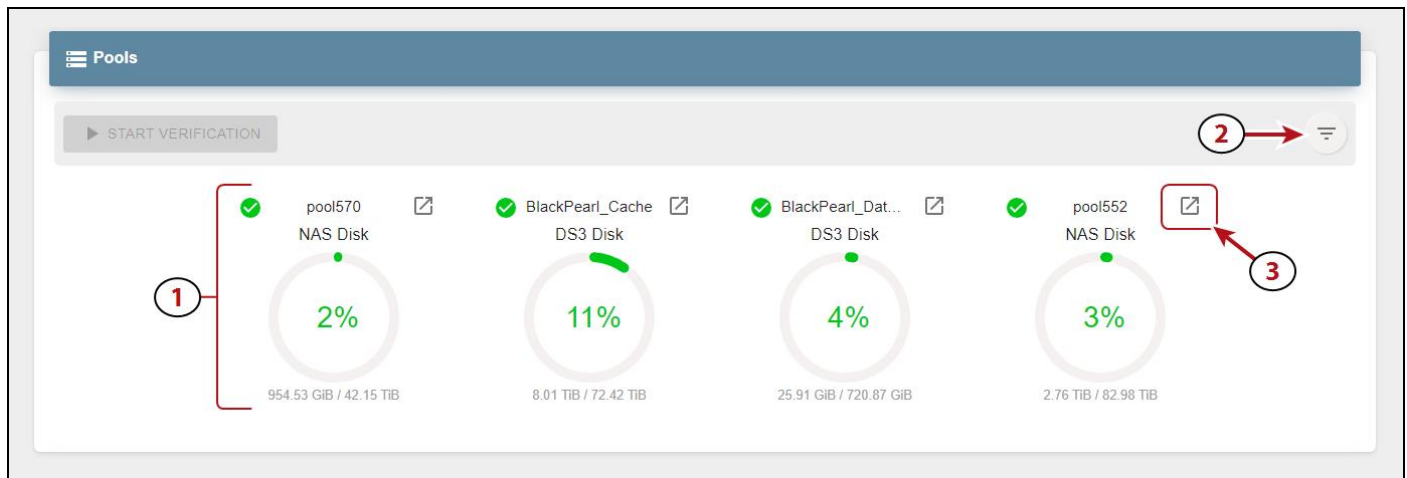 Pools
START VERIFICATION
2
pool570
NAS Disk
2%
954.53 GiB / 42.15 TiB
BlackPearl_Cache
DS3 Disk
11%
8.01 TiB / 72.42 TiB
BlackPearl_Dat...
DS3 Disk
4%
25.91 GiB / 720.87 GiB
pool552
NAS Disk
3%
2.76 TiB / 82.98 TiB
1
3